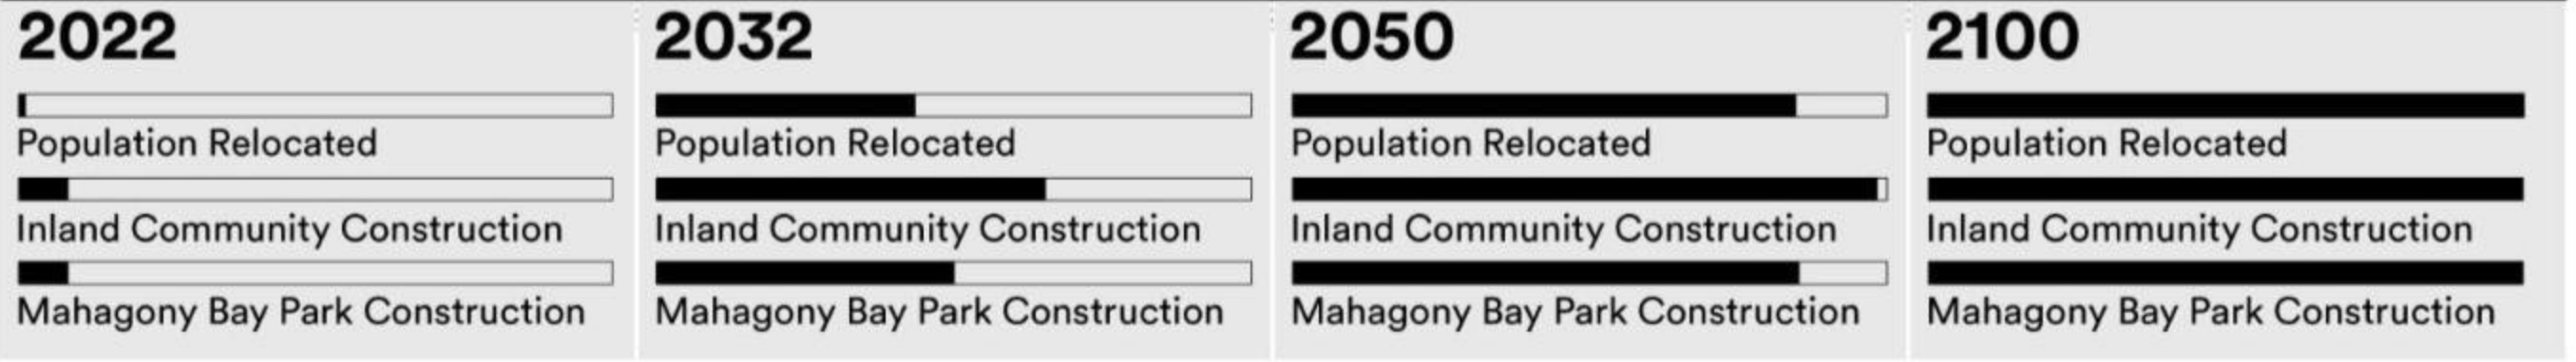 2022
Population Relocated
Inland Community Construction
Mahagony Bay Park Construction
2032
Population Relocated
Inland Community Construction
Mahagony Bay Park Construction
2050
Population Relocated
Inland Community Construction
Mahagony Bay Park Construction
2100
Population Relocated
Inland Community Construction
Mahagony Bay Park Construction